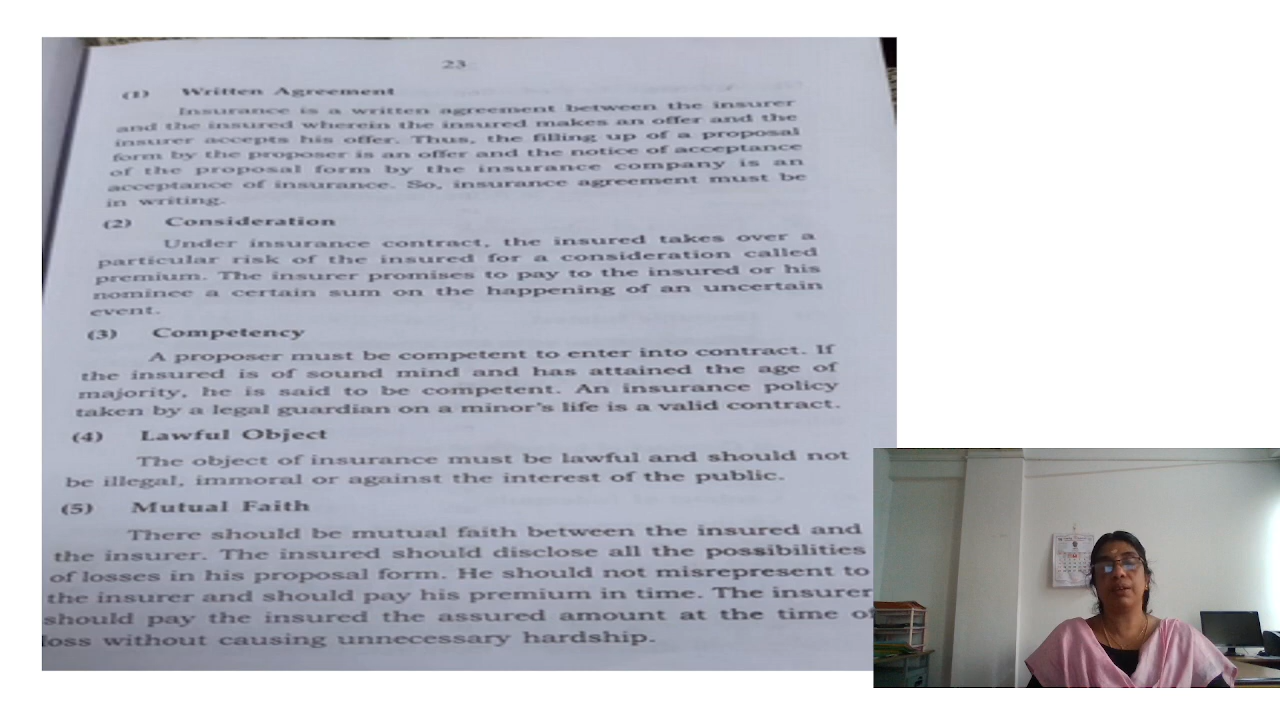 23
(1) Written Agreement
Insurance is a written agreement between the insurer
and the insured wherein the insured makes an offer and the
insurer accepts his offer. Thus, the filling up of a proposal
form by the proposer is an offer and the notice of acceptance
of the proposal form by the insurance company is an
acceptance of insurance. So, insurance agreement must be
in writing.
(2) Consideration
Under insurance contract, the insured takes over a
particular risk of the insured for a consideration called
premium. The insurer promises to pay to the insured or his
nominee a certain sum on the happening of an uncertain
event.
(3) Competency
A proposer must be competent to enter into contract. If
the insured is of sound mind and has attained the age of
majority, he is said to be competent. An insurance policy
taken by a legal guardian on a minor's life is a valid contract.
(4) Lawful Object
The object of insurance must be lawful and should not
be illegal, immoral or against the interest of the public.
(5) Mutual Faith
There should be mutual faith between the insured and
the insurer. The insured should disclose all the possibilities
of losses in his proposal form. He should not misrepresent to
the insurer and should pay his premium in time. The insurer
should pay the insured the assured amount at the time of
loss without causing unnecessary hardship.